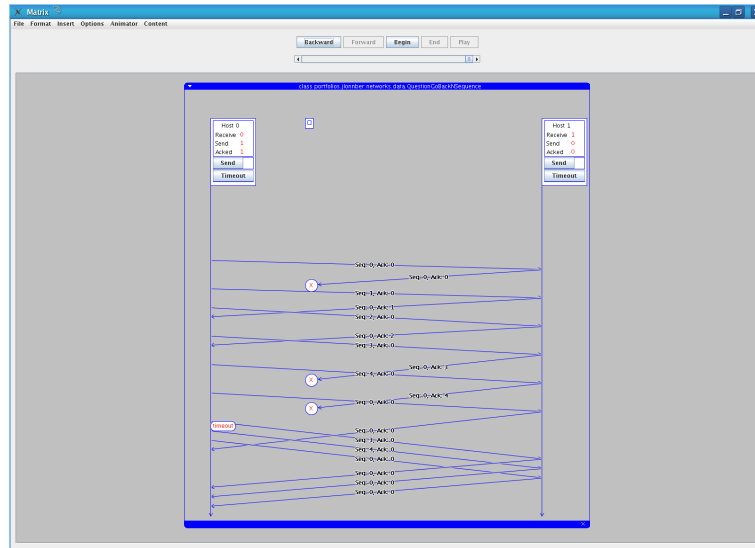 Matrix
File Format Insert Options Animator Content
Backward Forward Begin End Play
class portfolios.jlonnber.networks.data.QuestionGoBackNSequence
Host 0
Receive 0
Send 1
Acked 1
Send
Timeout
Host 1
Receive 1
Send 0
Acked 0
Send
Timeout
Seq: 0, Ack: 0
Seq: 0, Ack: 0
X
Seq: 1, Ack: 0
Seq: 0, Ack: 1
Seq: 2, Ack: 0
Seq: 0, Ack: 2
Seq: 3, Ack: 0
Seq: 0, Ack: 3
Seq: 4, Ack: 0
X
Seq: 0, Ack: 4
Seq: 0, Ack: 0
X
timeout
Seq: 0, Ack: 0
Seq: 3, Ack: 0
Seq: 4, Ack: 0
Seq: 0, Ack: 0
Seq: 0, Ack: 0
Seq: 0, Ack: 0
Seq: 0, Ack: 0